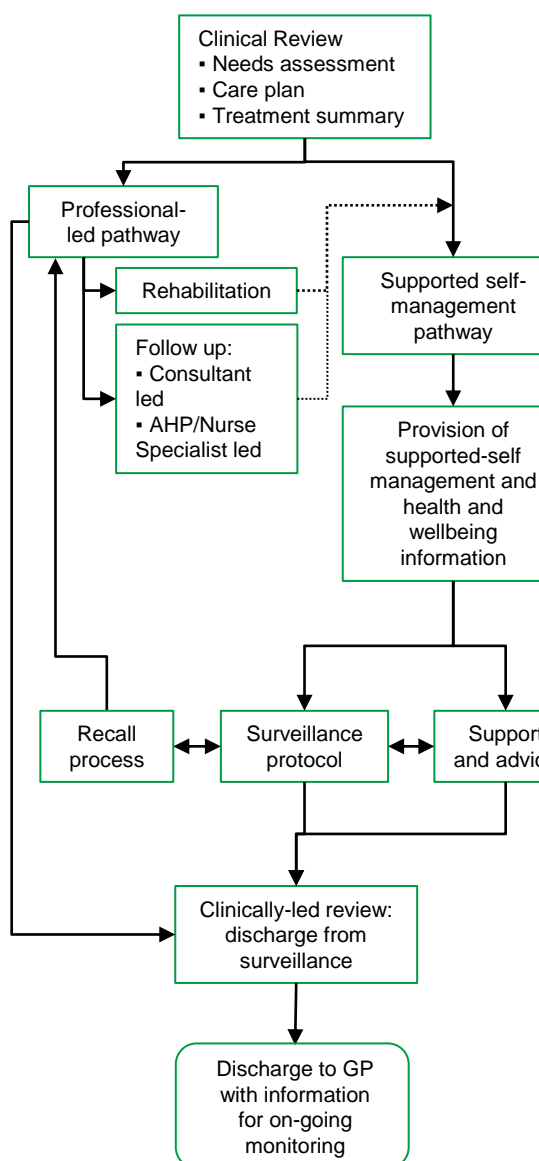 Clinical Review
▪ Needs assessment
▪ Care plan
▪ Treatment summary
Professional-
led pathway
Rehabilitation
Supported self-
management
pathway
Follow up:
▪ Consultant
led
▪ AHP/Nurse
Specialist led
Provision of
supported-self
management and
health and
wellbeing
information
Recall
process
Surveillance
protocol
Support
and
Clinically-led review:
discharge from
surveillance
Discharge to GP
with information
for on-going
monitoring